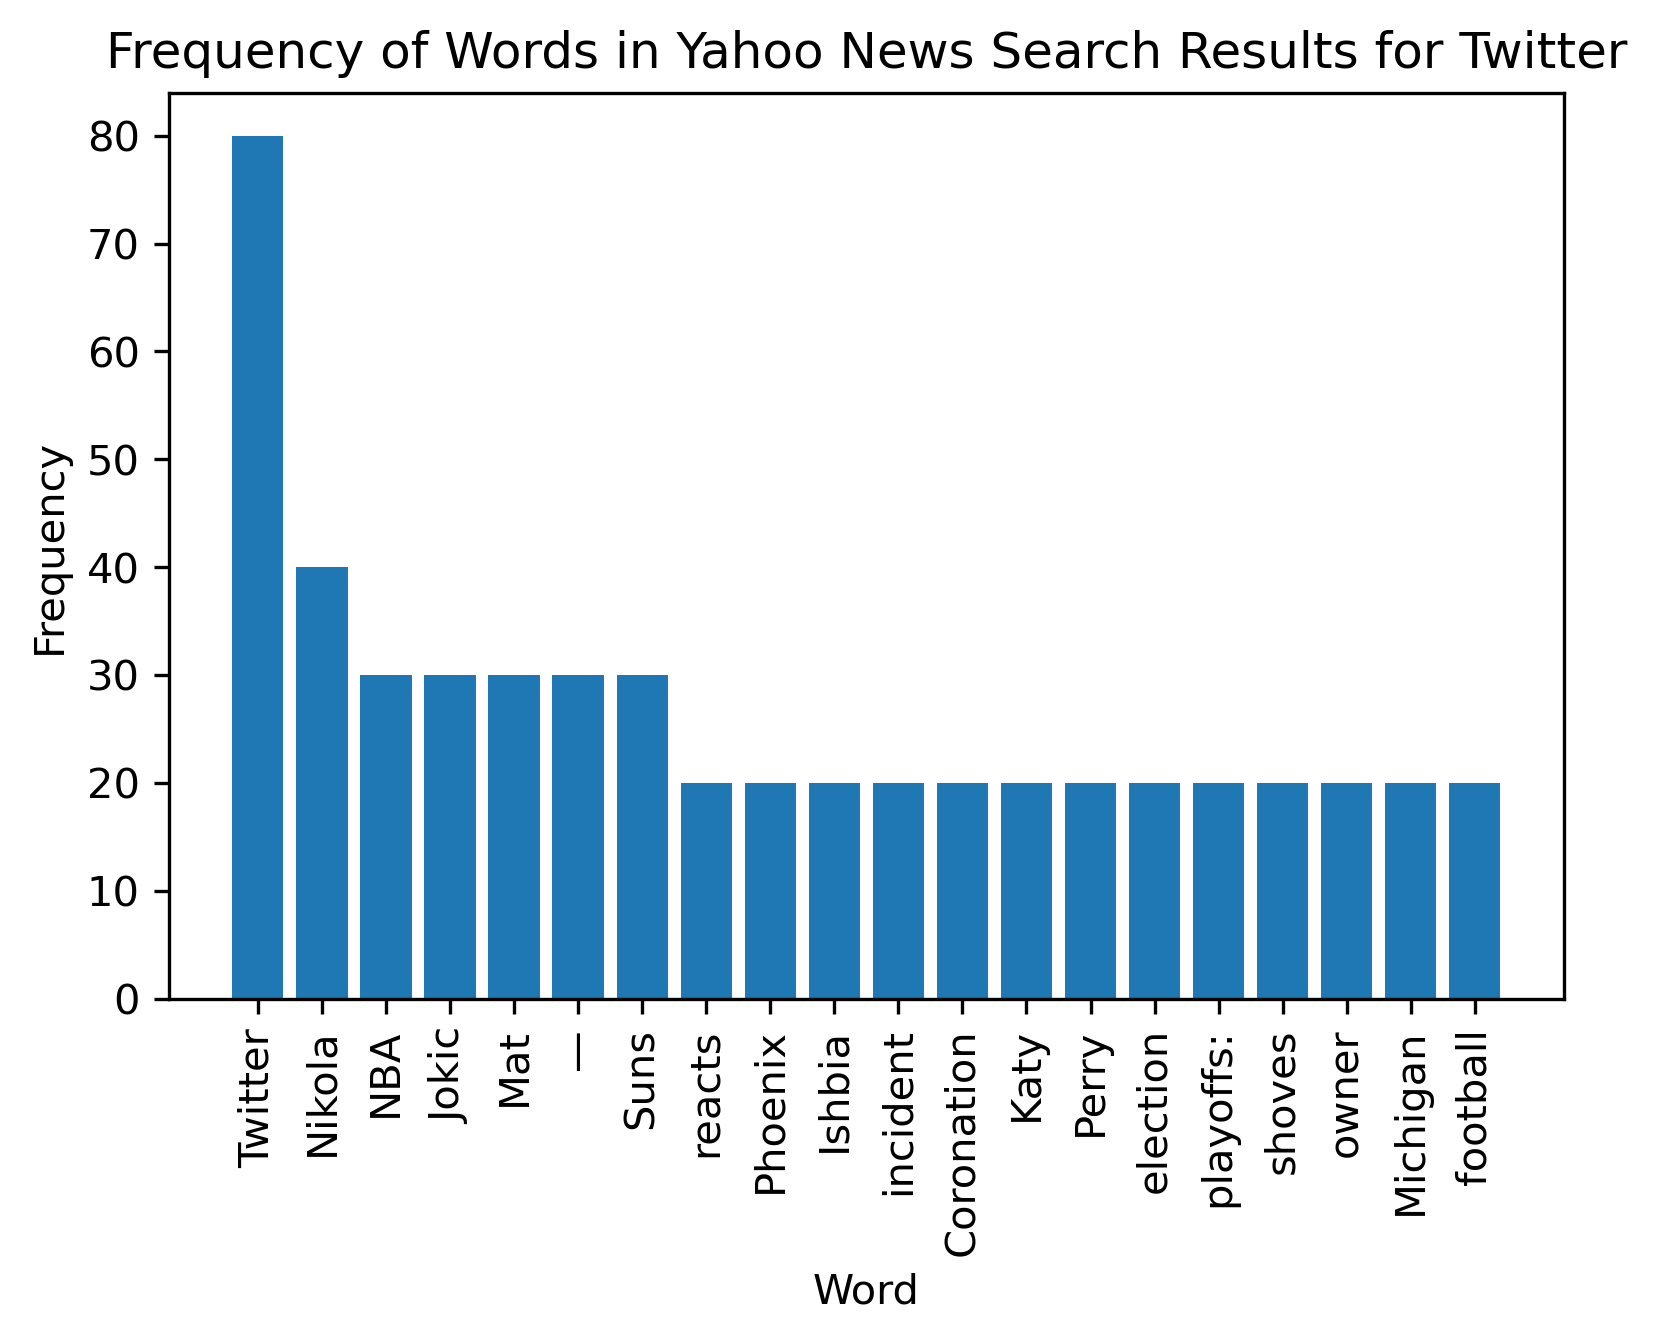 Frequency of Words in Yahoo News Search Results for Twitter
80
70
60
50
40
30
20
10
0
Frequency
Twitter
Nikola
NBA
Jokic
Mat
—
Suns
reacts
Phoenix
Ishbia
incident
Coronation
Katy
Perry
election
playoffs:
shoves
owner
Michigan
football
Word